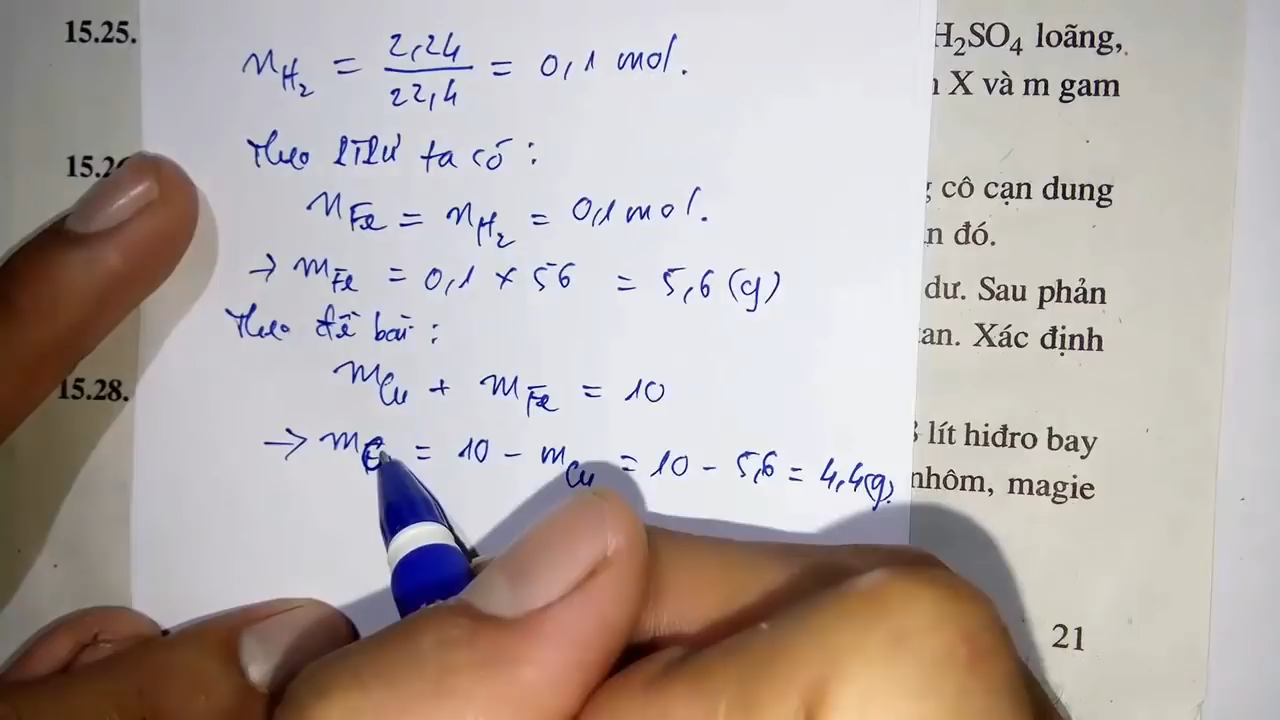 15.25.
H₂SO₄ loãng,
n_H₂ = 2,24 / 22,4 = 0,1 mol.
X và m gam
Theo PTPƯ ta có:
cô cạn dung
n_Fe = n_H₂ = 0,1 mol.
n đó.
→ m_Fe = 0,1 × 56 = 5,6 (g)
dư. Sau phản
Theo đề bài:
an. Xác định
m_Cu + m_Fe = 10
15.28.
lít hiđro bay
→ m = 10 - m_Cu = 10 - 5,6 = 4,4(g).
nhôm, magie
21